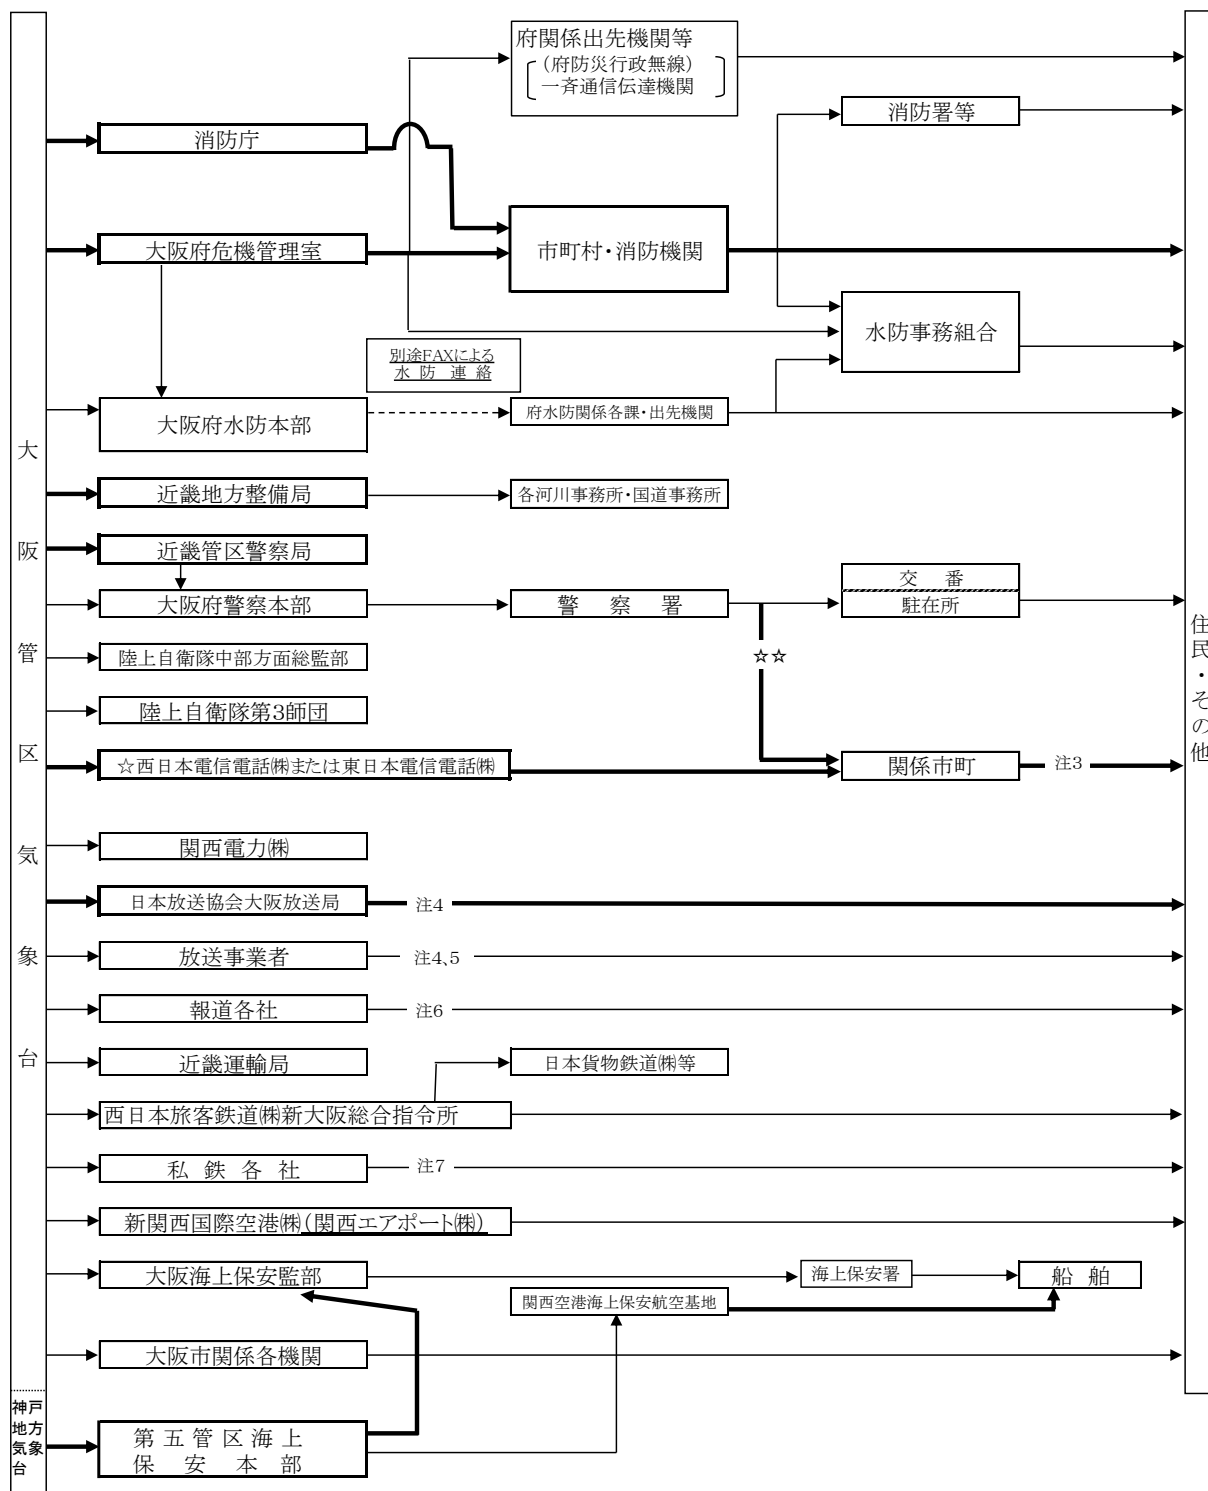 府関係出先機関等
(府防災行政無線)
一斉通信伝達機関
消防署等
消防庁
大阪府危機管理室
市町村・消防機関
水防事務組合
別途FAXによる
水防連絡
大阪府水防本部
府水防関係各課・出先機関
近畿地方整備局
各河川事務所・国道事務所
近畿管区警察局
大阪府警察本部
警察署
交番
駐在所
☆☆
陸上自衛隊中部方面総監部
陸上自衛隊第3師団
☆西日本電信電話㈱または東日本電信電話㈱
関係市町
注3
関西電力㈱
日本放送協会大阪放送局
注4
放送事業者
注4、5
報道各社
注6
近畿運輸局
日本貨物鉄道㈱等
西日本旅客鉄道㈱新大阪総合指令所
私鉄各社
注7
新関西国際空港㈱(関西エアポート㈱)
大阪海上保安監部
海上保安署
船舶
関西空港海上保安航空基地
大阪市関係各機関
第五管区海上
保安本部
大阪管区気象台
神戸
地方
気象
台
住民・その他